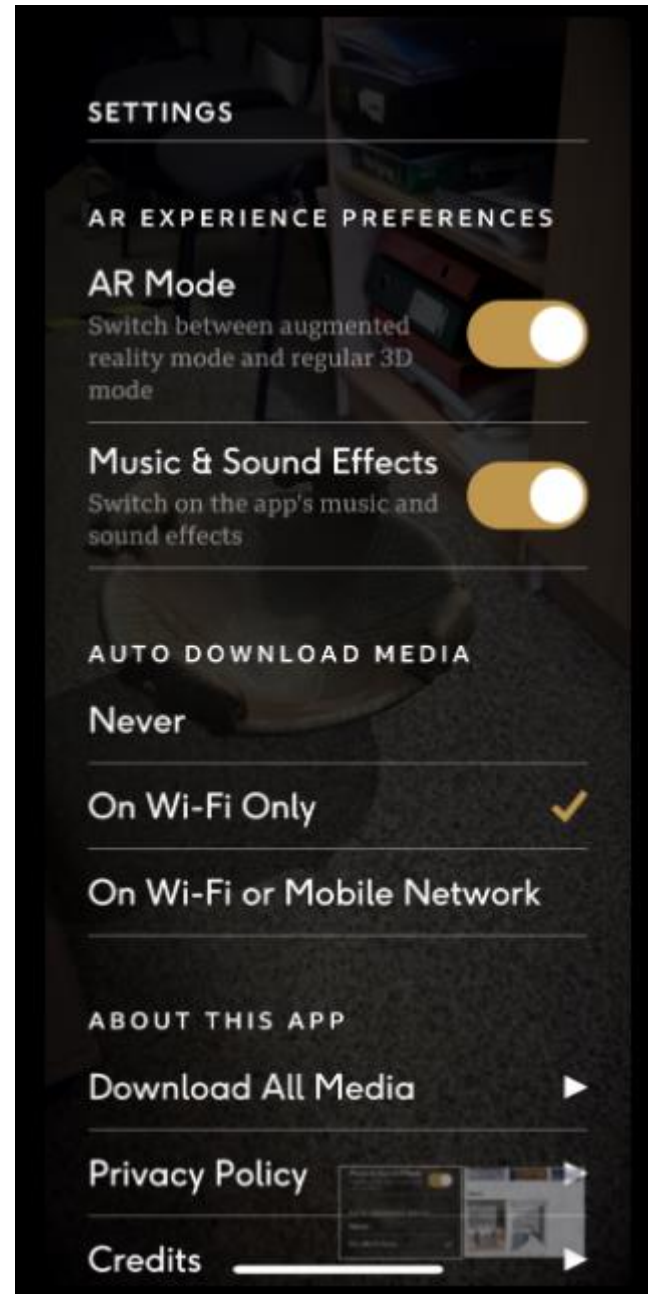 SETTINGS
AR EXPERIENCE PREFERENCES
AR Mode
Switch between augmented
reality mode and regular 3D
mode
Music & Sound Effects
Switch on the app's music and
sound effects
AUTO DOWNLOAD MEDIA
Never
On Wi-Fi Only
On Wi-Fi or Mobile Network
ABOUT THIS APP
Download All Media
Privacy Policy
Credits